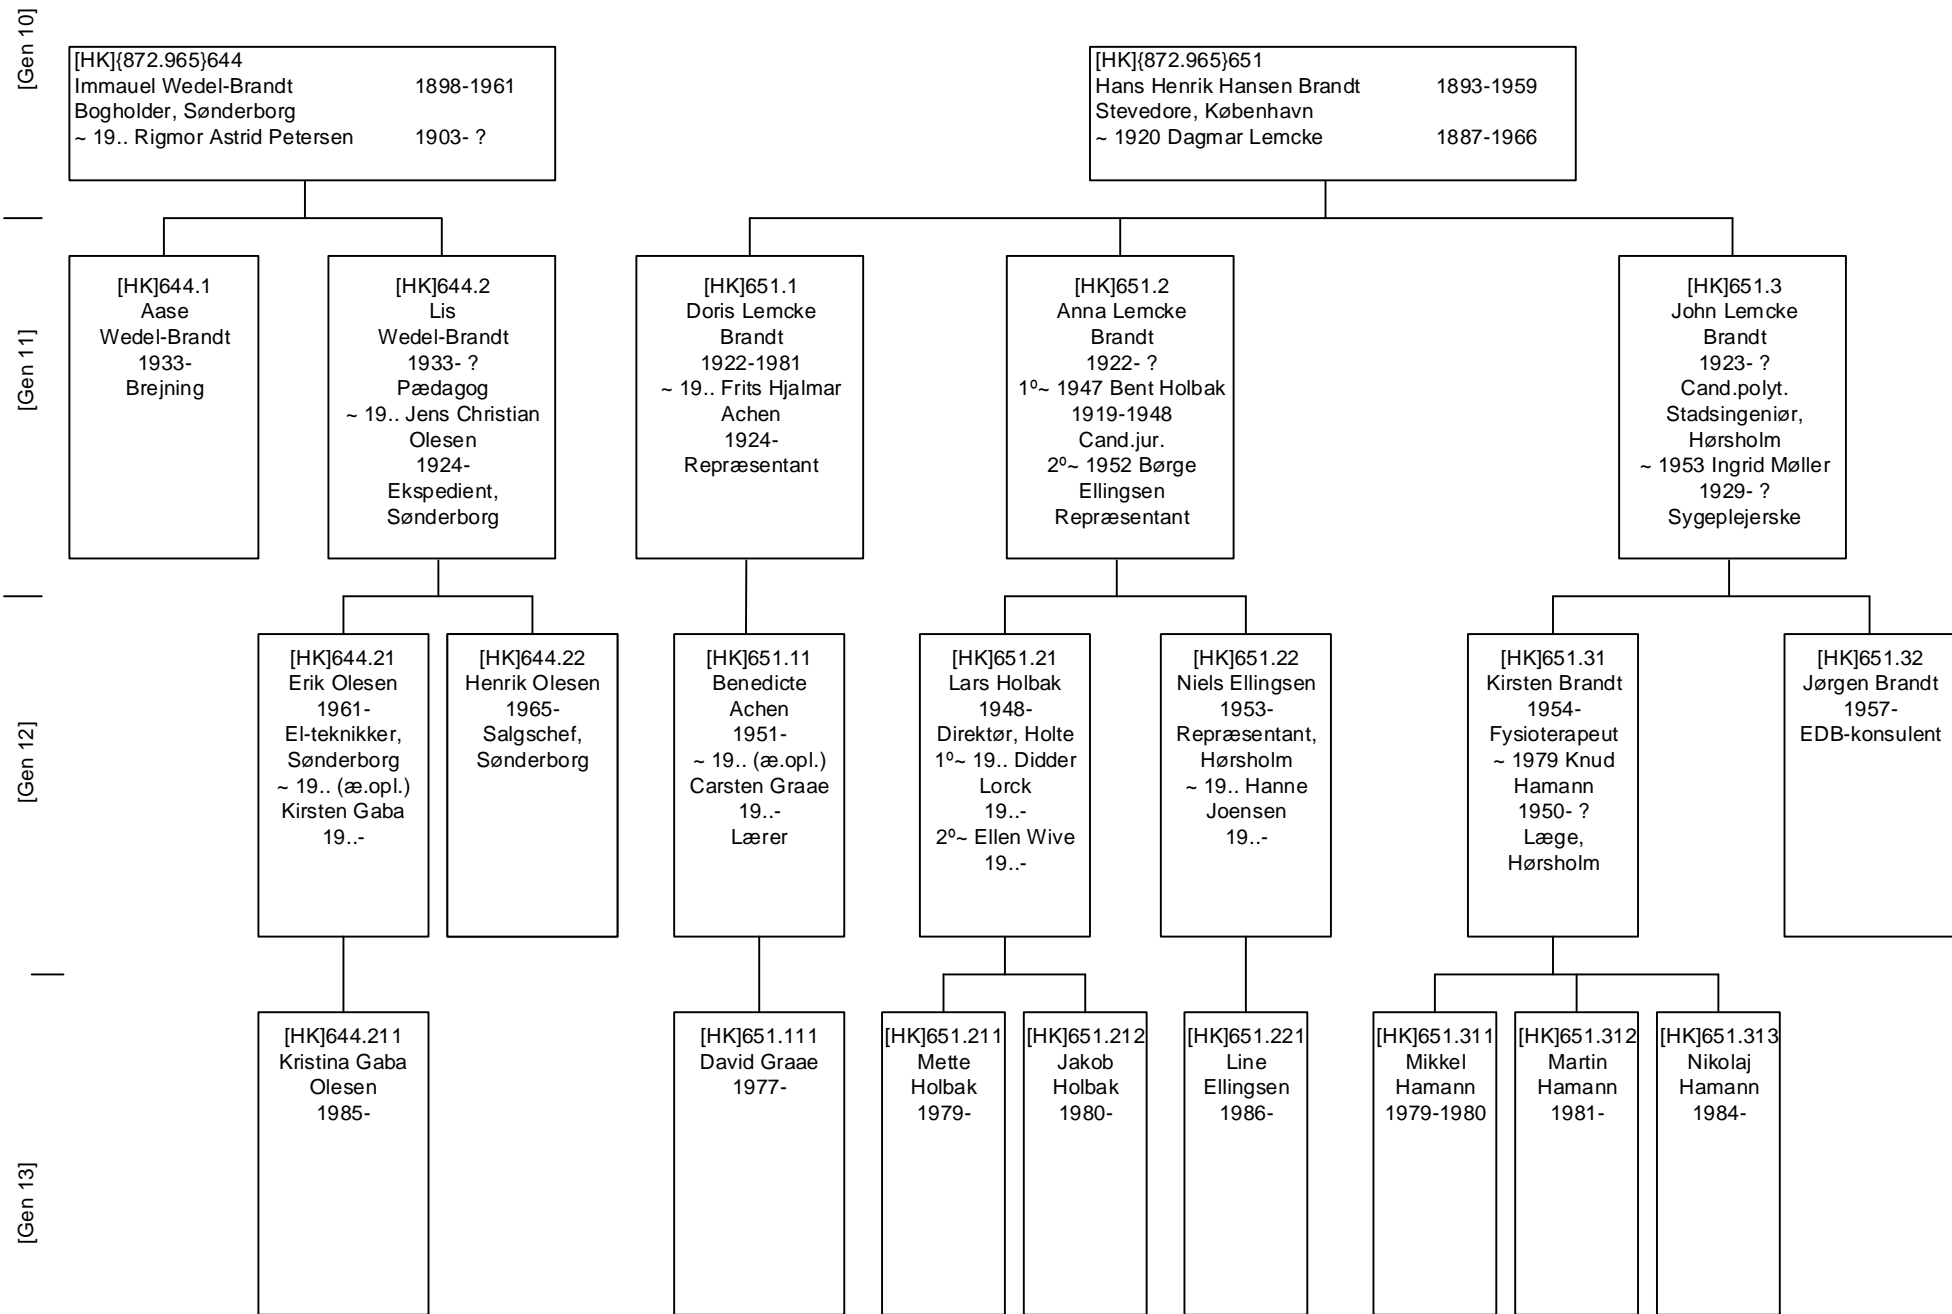 [Gen 10]
[HK]{872.965}644
Immauel Wedel-Brandt 1898-1961
Bogholder, Sønderborg
~ 19.. Rigmor Astrid Petersen 1903- ?
[HK]{872.965}651
Hans Henrik Hansen Brandt 1893-1959
Stevedore, København
~ 1920 Dagmar Lemcke 1887-1966
[Gen 11]
[HK]644.1
Aase
Wedel-Brandt
1933-
Brejning
[HK]644.2
Lis
Wedel-Brandt
1933- ?
Pædagog
~ 19.. Jens Christian
Olesen
1924-
Ekspedient,
Sønderborg
[HK]651.1
Doris Lemcke
Brandt
1922-1981
~ 19.. Frits Hjalmar
Achen
1924-
Repræsentant
[HK]651.2
Anna Lemcke
Brandt
1922- ?
1º~ 1947 Bent Holbak
1919-1948
Cand.jur.
2º~ 1952 Børge
Ellingsen
Repræsentant
[HK]651.3
John Lemcke
Brandt
1923- ?
Cand.polyt.
Stadsingeniør,
Hørsholm
~ 1953 Ingrid Møller
1929- ?
Sygeplejerske
[Gen 12]
[HK]644.21
Erik Olesen
1961-
El-teknikker,
Sønderborg
~ 19.. (æ.opl.)
Kirsten Gaba
19..-
[HK]644.22
Henrik Olesen
1965-
Salgschef,
Sønderborg
[HK]651.11
Benedicte
Achen
1951-
~ 19.. (æ.opl.)
Carsten Graae
19..-
Lærer
[HK]651.21
Lars Holbak
1948-
Direktør, Holte
1º~ 19.. Didder
Lorck
19..-
2º~ Ellen Wive
19..-
[HK]651.22
Niels Ellingsen
1953-
Repræsentant,
Hørsholm
~ 19.. Hanne
Joensen
19..-
[HK]651.31
Kirsten Brandt
1954-
Fysioterapeut
~ 1979 Knud
Hamann
1950- ?
Læge,
Hørsholm
[HK]651.32
Jørgen Brandt
1957-
EDB-konsulent
[Gen 13]
[HK]644.211
Kristina Gaba
Olesen
1985-
[HK]651.111
David Graae
1977-
[HK]651.211
Mette
Holbak
1979-
[HK]651.212
Jakob
Holbak
1980-
[HK]651.221
Line
Ellingsen
1986-
[HK]651.311
Mikkel
Hamann
1979-1980
[HK]651.312
Martin
Hamann
1981-
[HK]651.313
Nikolaj
Hamann
1984-